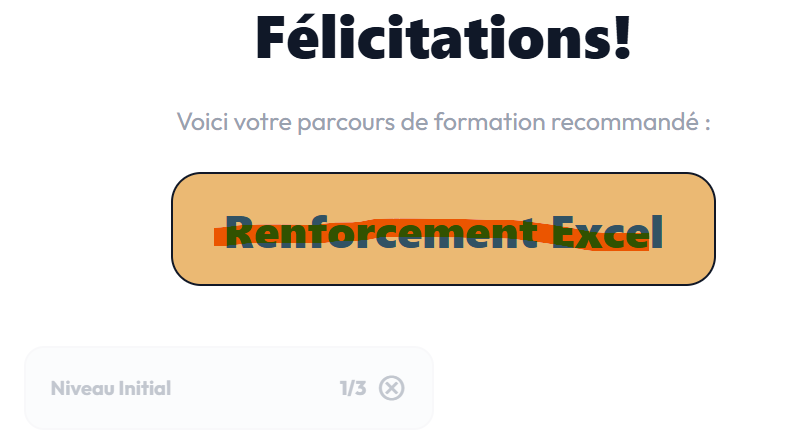 Félicitations!
Voici votre parcours de formation recommandé :
Renforcement Excel
Niveau Initial 1/3